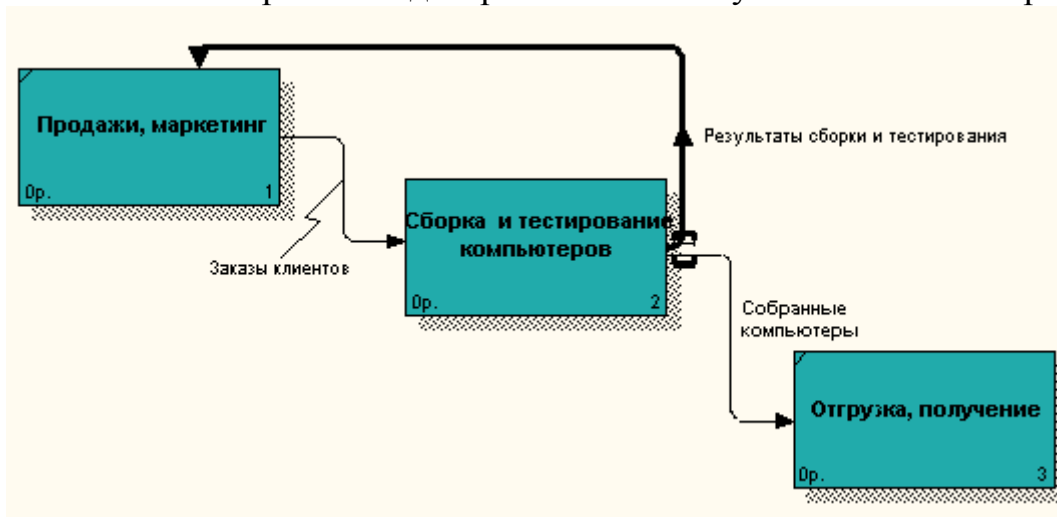 Продажи, маркетинг
0р.
1
Результаты сборки и тестирования
Сборка и тестирование
компьютеров
0р.
2
Заказы клиентов
Собранные
компьютеры
Отгрузка, получение
0р.
3